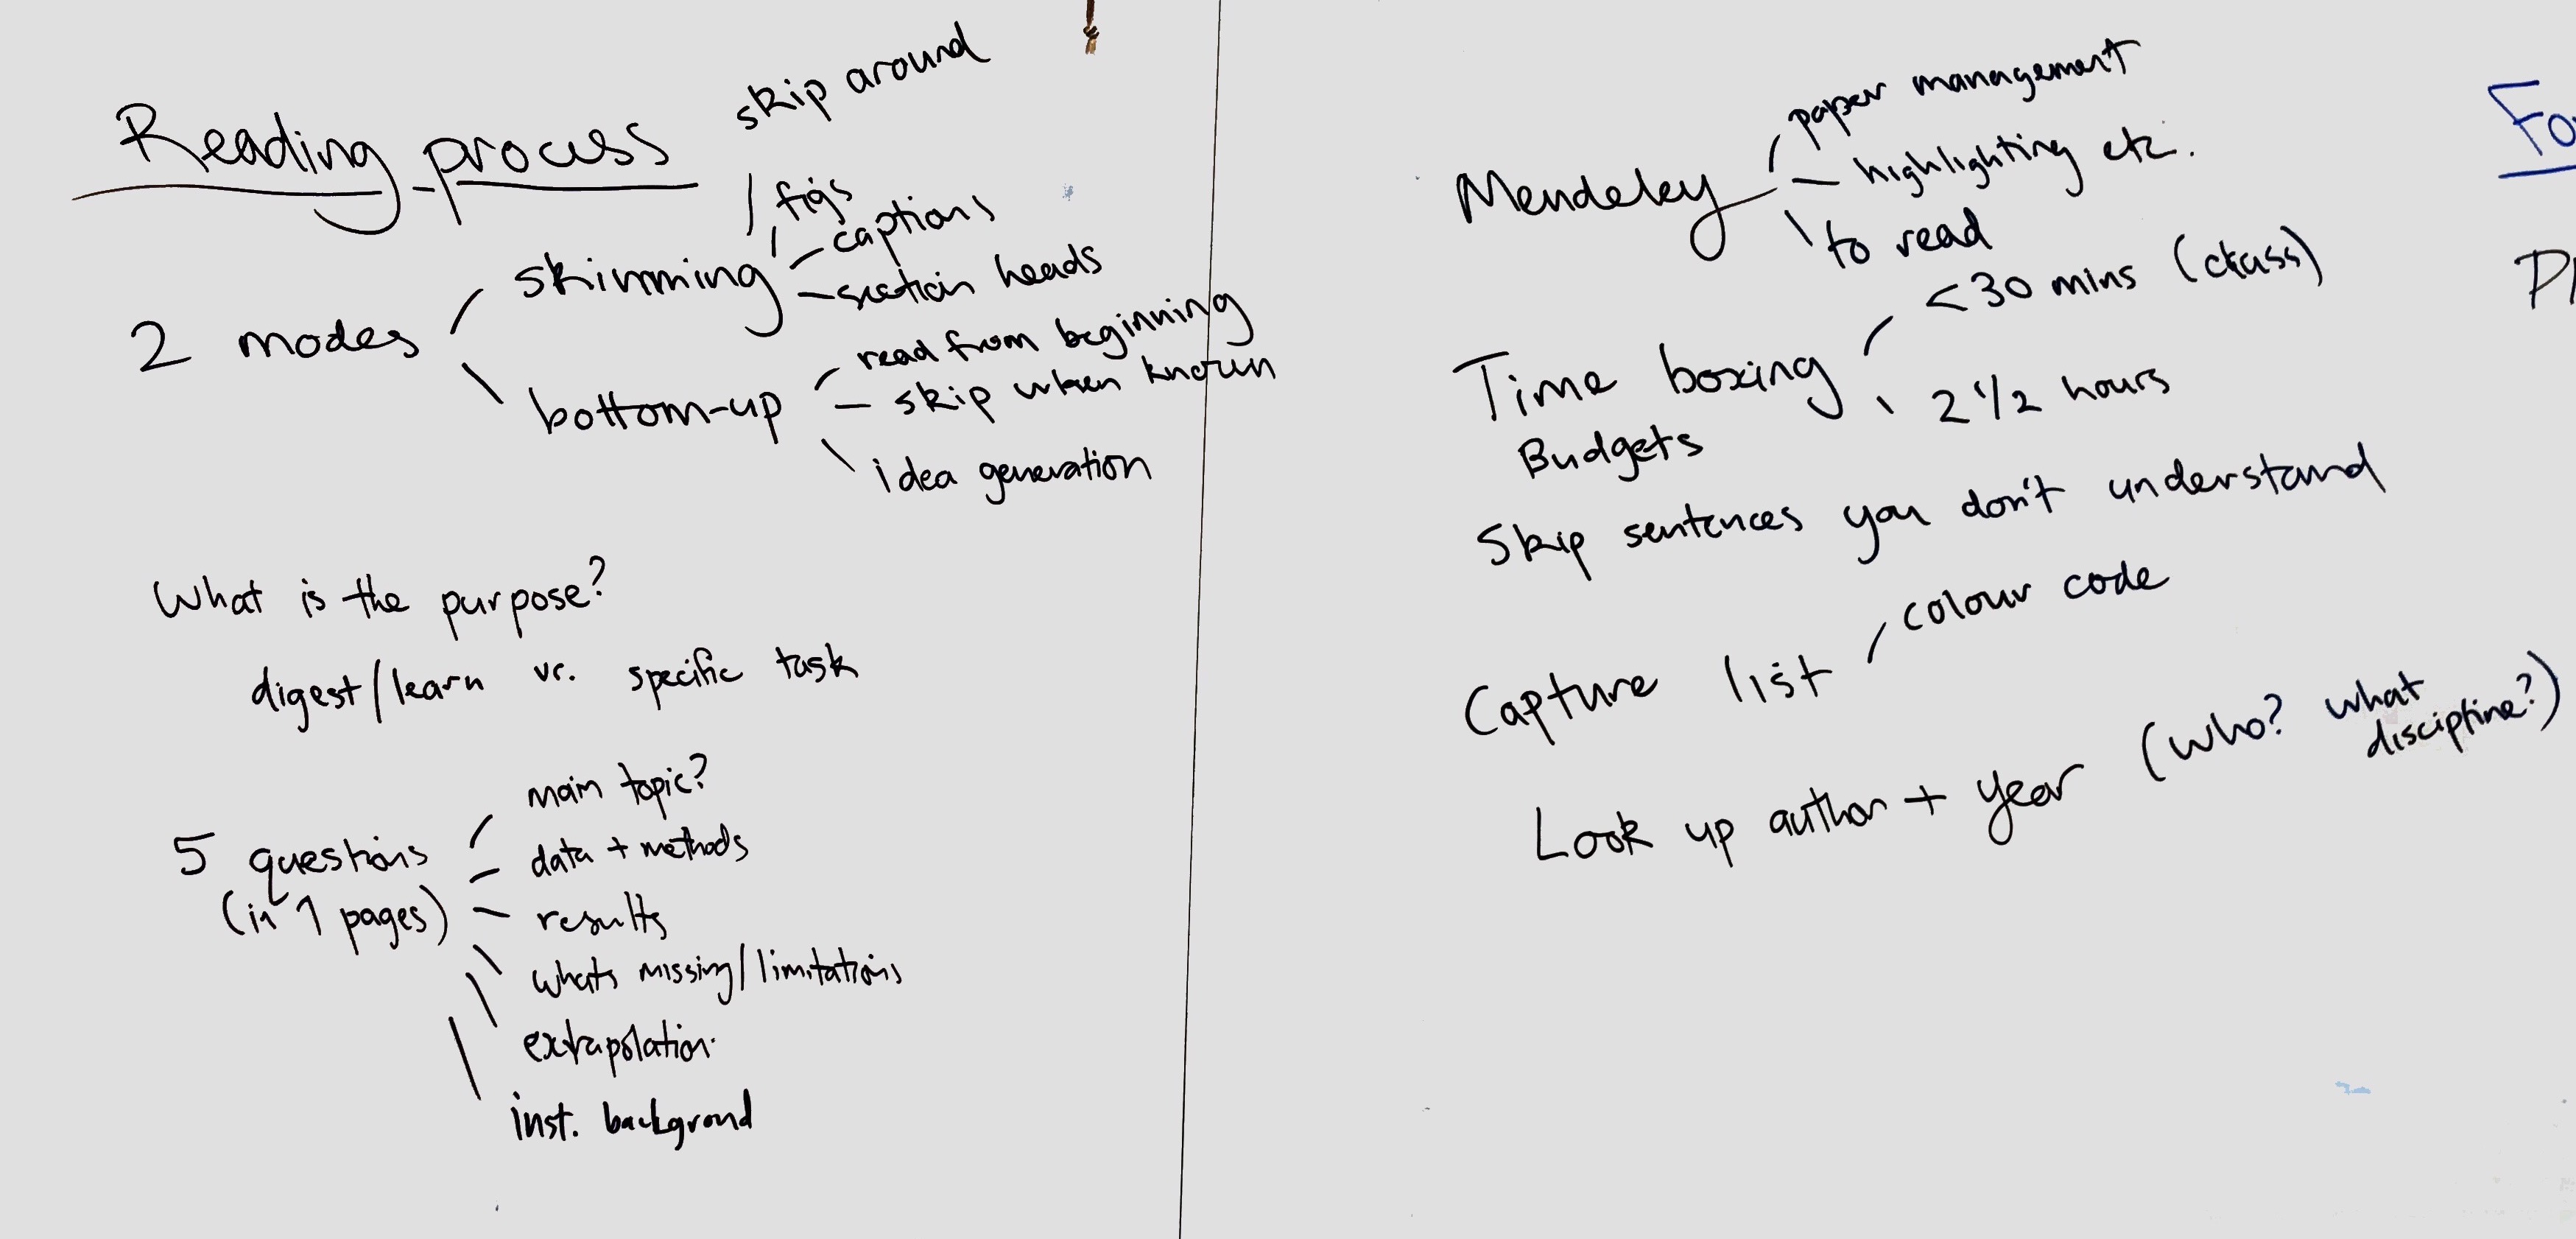 Reading process
skip around
2 modes
skimming
figs
captions
section heads
bottom-up
read from beginning
skip when known
idea generation
What is the purpose?
digest/learn vs. specific task
5 questions
(in 1 pages)
main topic?
data + methods
results
whats missing/limitations
extrapolation
inst. background
Mendeley
paper management
highlighting etc.
to read
Time boxing
Budgets
<30 mins (class)
2 1/2 hours
Skip sentences you don't understand
Capture list
colour code
Look up author + year (who? what
discipline?)
Fo